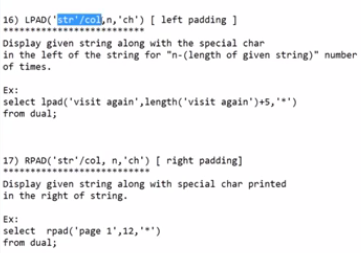 16) LPAD('str'/col,n,'ch') [ left padding ]
***************************
Display given string along with the special char
in the left of the string for "n-(length of given string)" number
of times.
Ex:
select lpad('visit again',length('visit again')+5,'*')
from dual;
17) RPAD('str'/col, n,'ch') [ right padding]
****************************
Display given string along with special char printed
in the right of string.
Ex:
select  rpad('page 1',12,'*')
from dual;